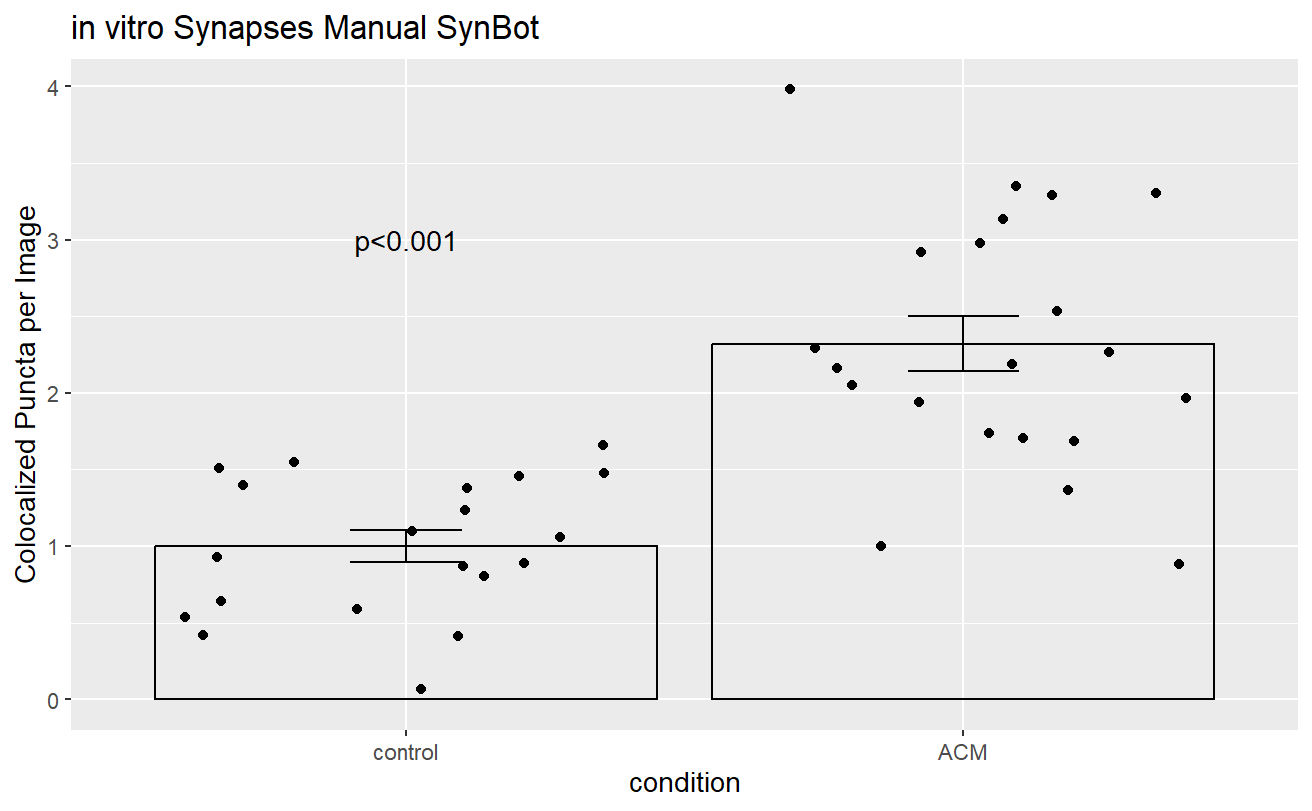 in vitro Synapses Manual SynBot
Colocalized Puncta per Image
4
3
2
1
0
p<0.001
control
ACM
condition